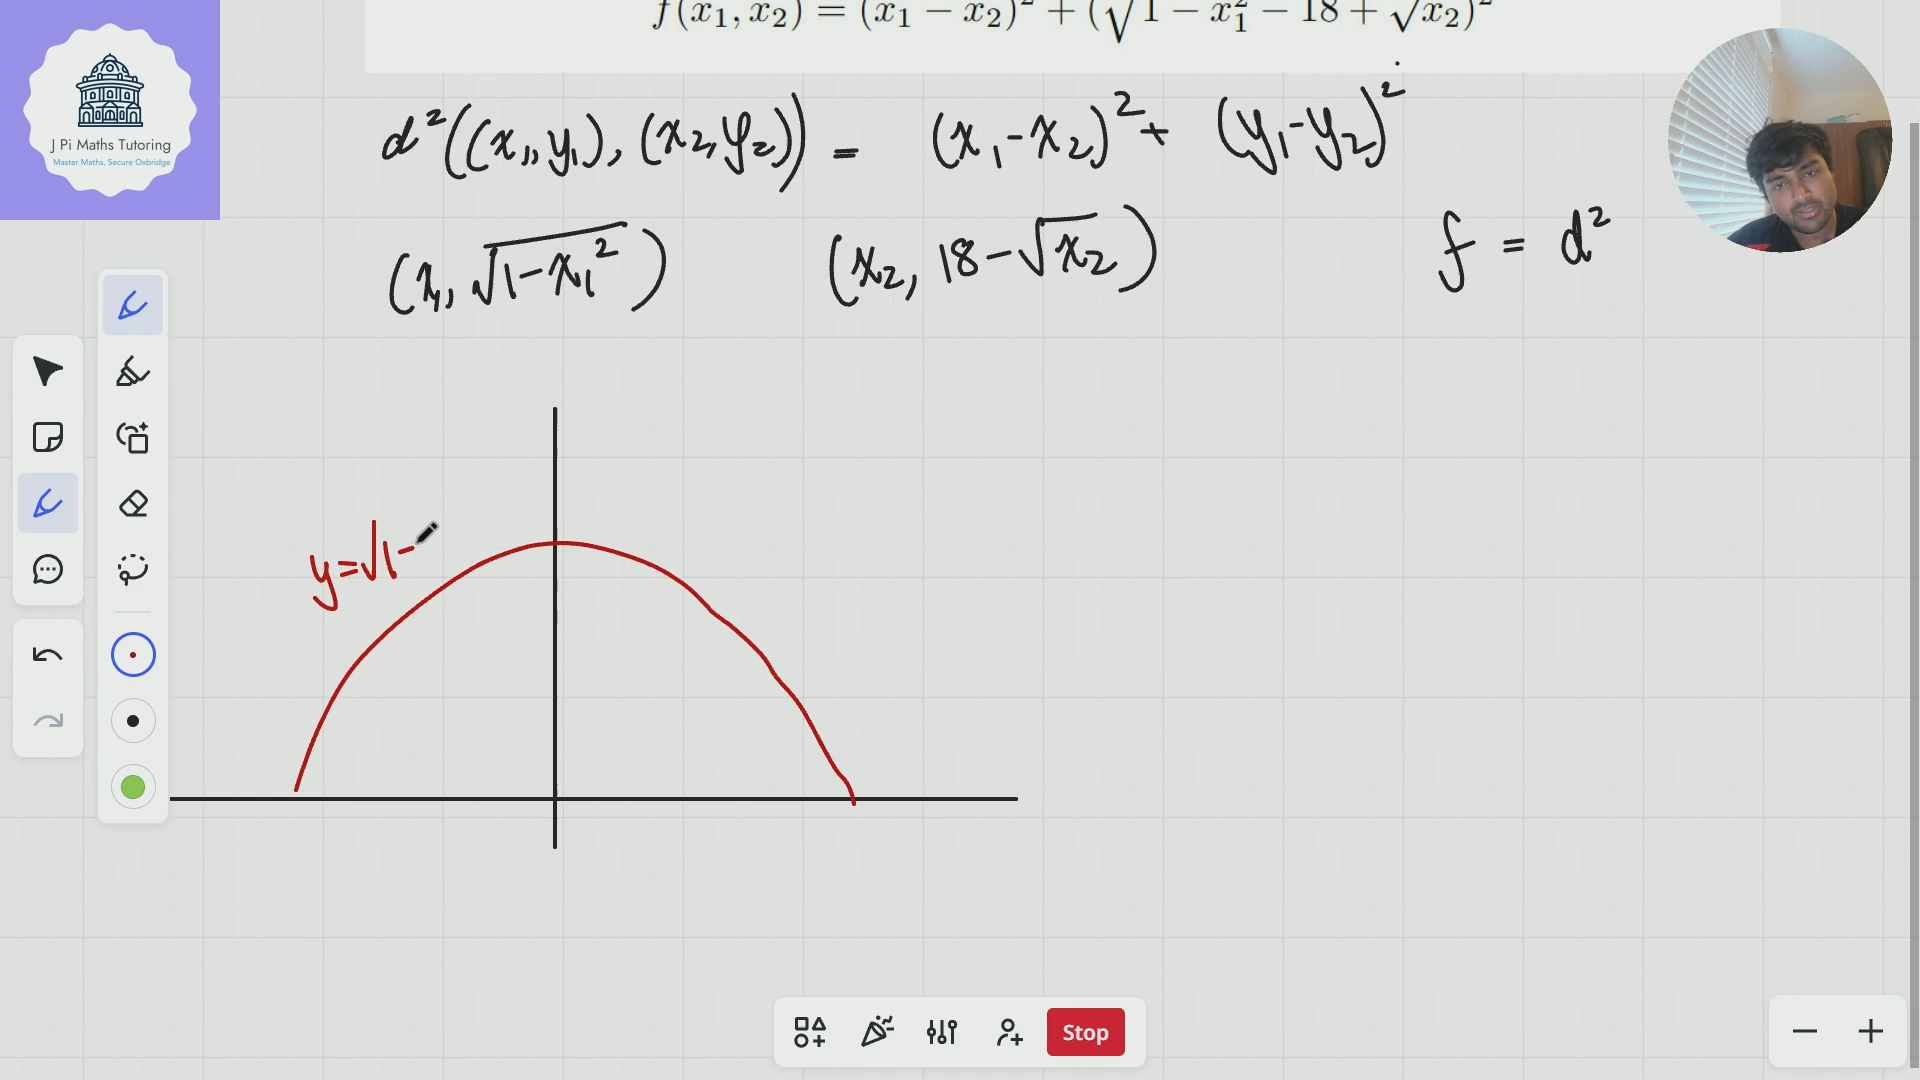 f(x₁, x₂) = (x₁ − x₂)² + (√1 − x₁² − 18 + √x₂)²
J Pi Maths Tutoring
Master Maths, Secure Oxbridge
d²((x₁, y₁), (x₂, y₂)) = (x₁-x₂)² + (y₁-y₂)²
(x₁, √1-x₁²) (x₂, 18-√x₂) f = d²
y=√1-
Stop